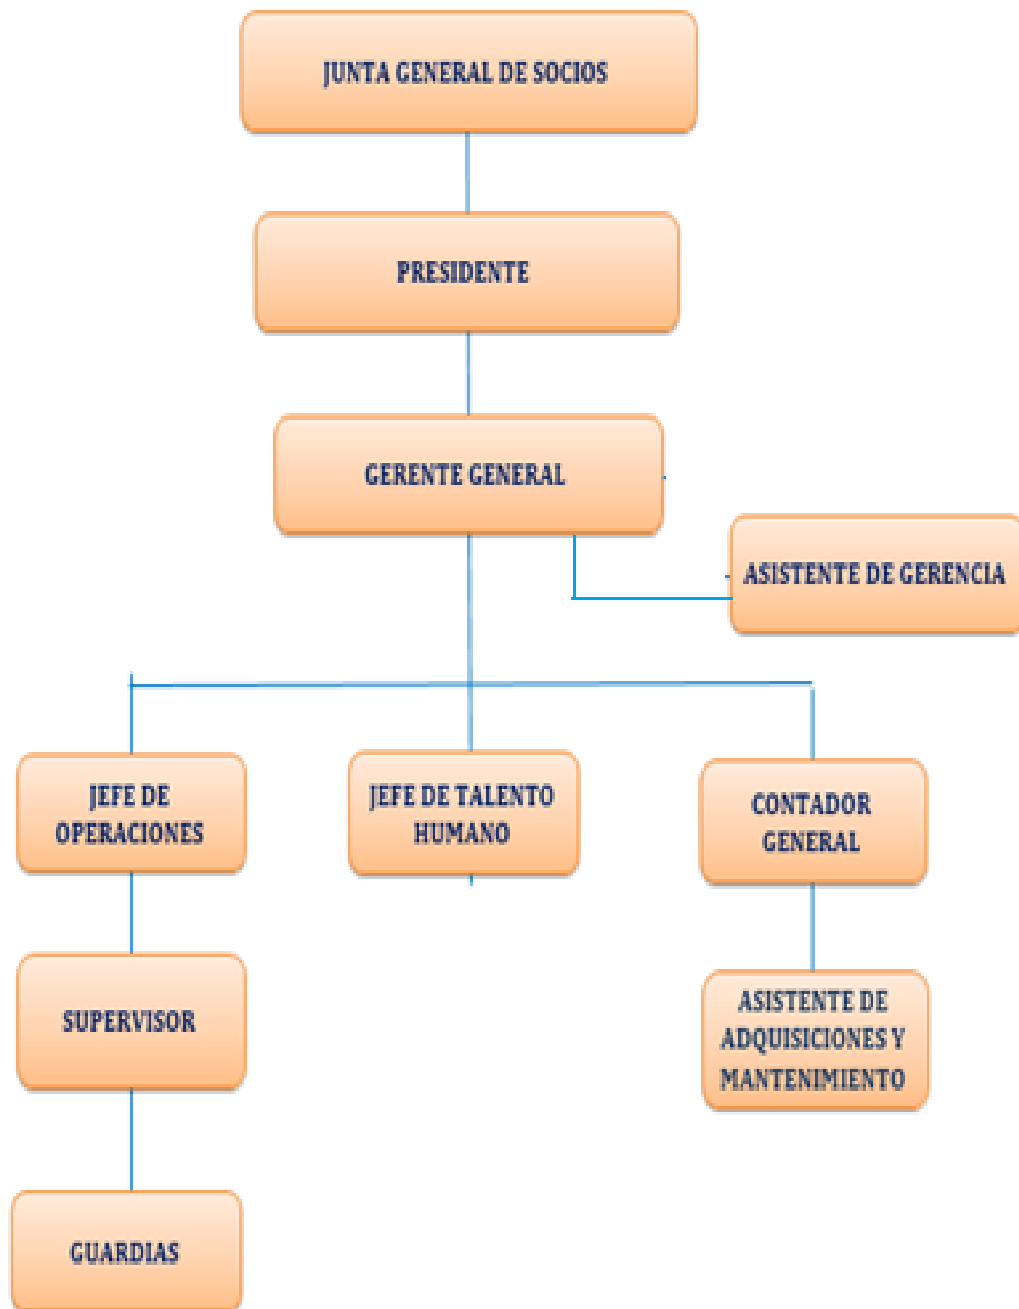 JUNTA GENERAL DE SOCIOS
PRESIDENTE
GERENTE GENERAL
ASISTENTE DE GERENCIA
JEFE DE
OPERACIONES
JEFE DE TALENTO
HUMANO
CONTADOR
GENERAL
SUPERVISOR
ASISTENTE DE
ADQUISICIONES Y
MANTENIMIENTO
GUARDIAS